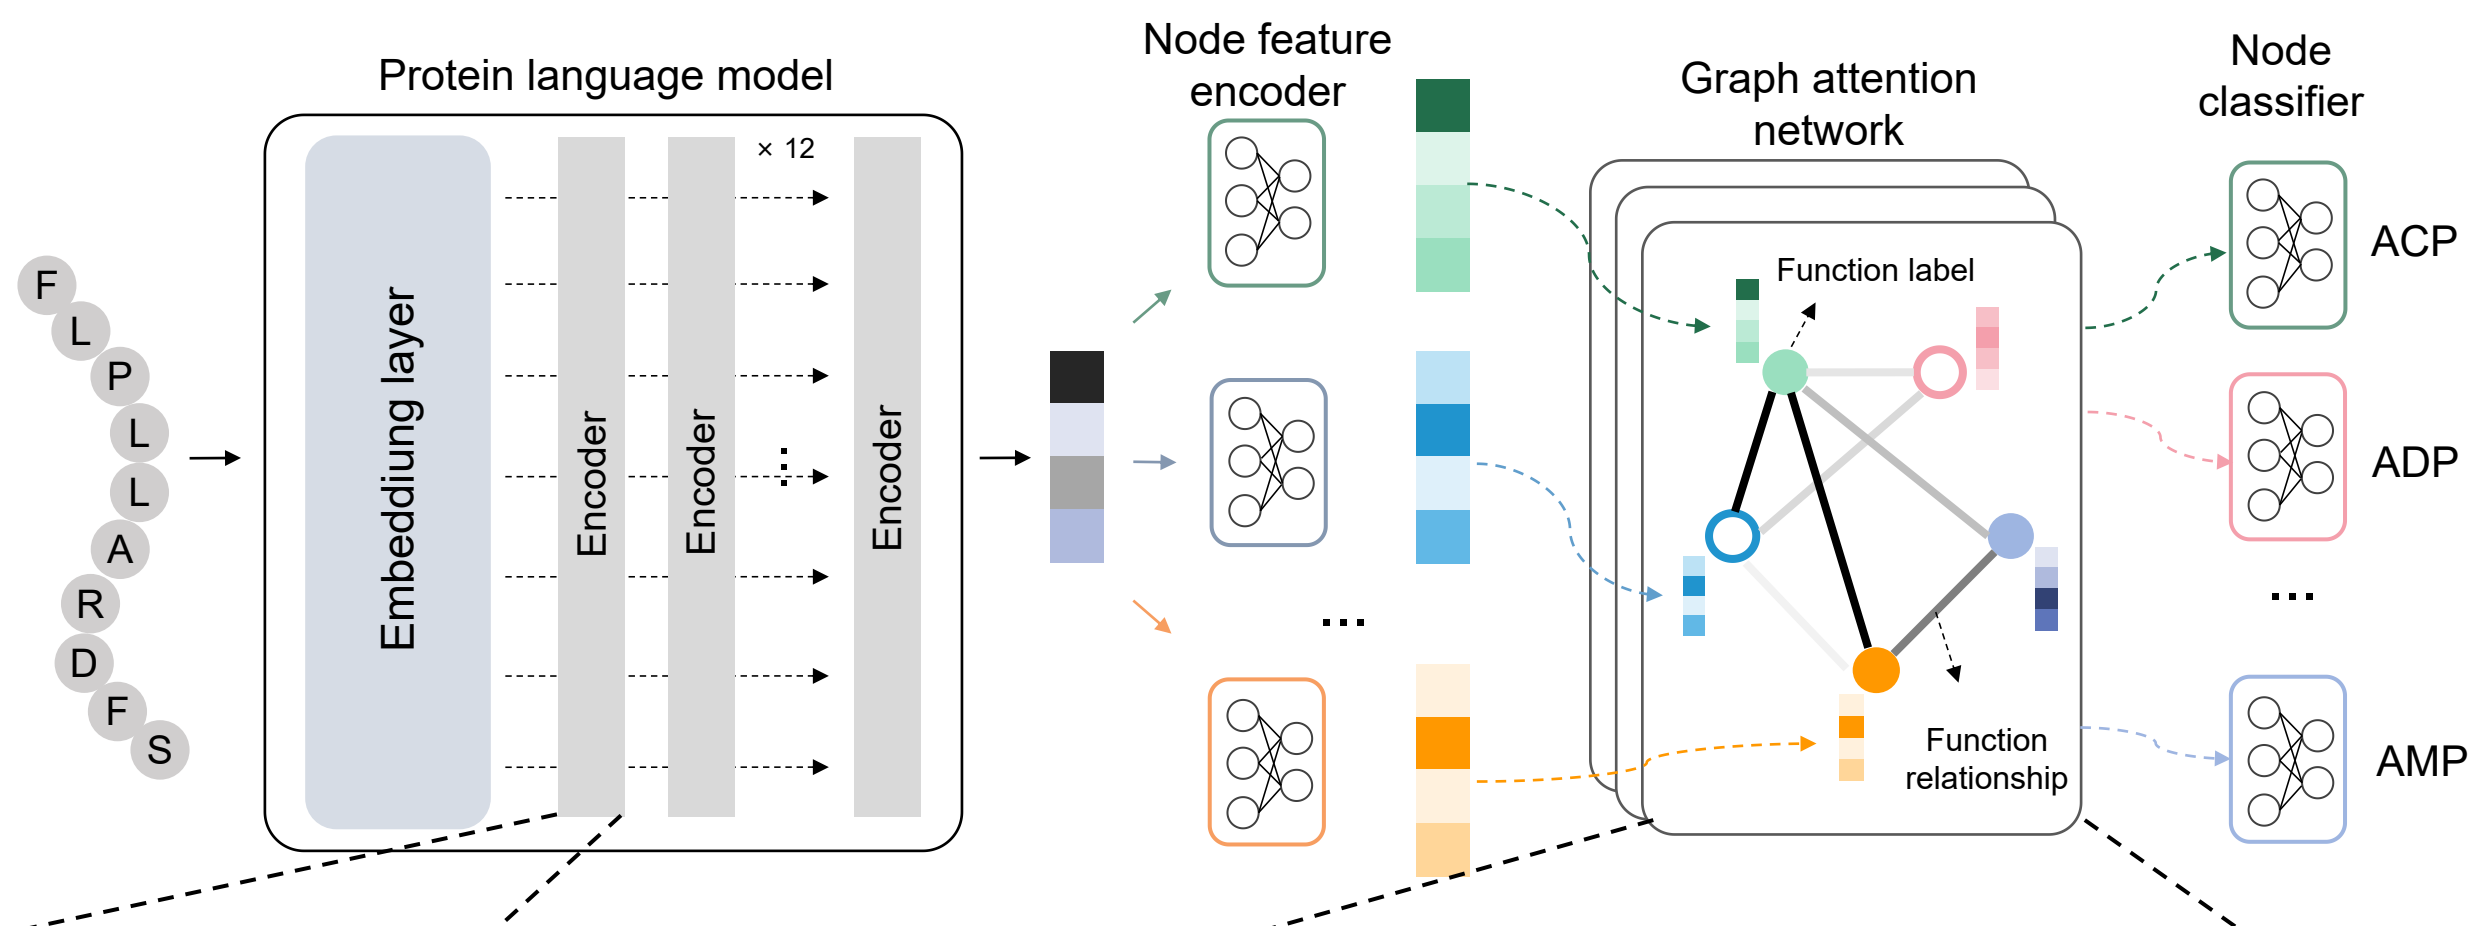 Protein language model
Node feature
encoder
Graph attention
network
Node
classifier
F
L
P
L
L
A
R
D
F
S
Embeddiung layer
Encoder
Encoder
× 12
Encoder
...
...
Function label
Function
relationship
ACP
ADP
...
AMP